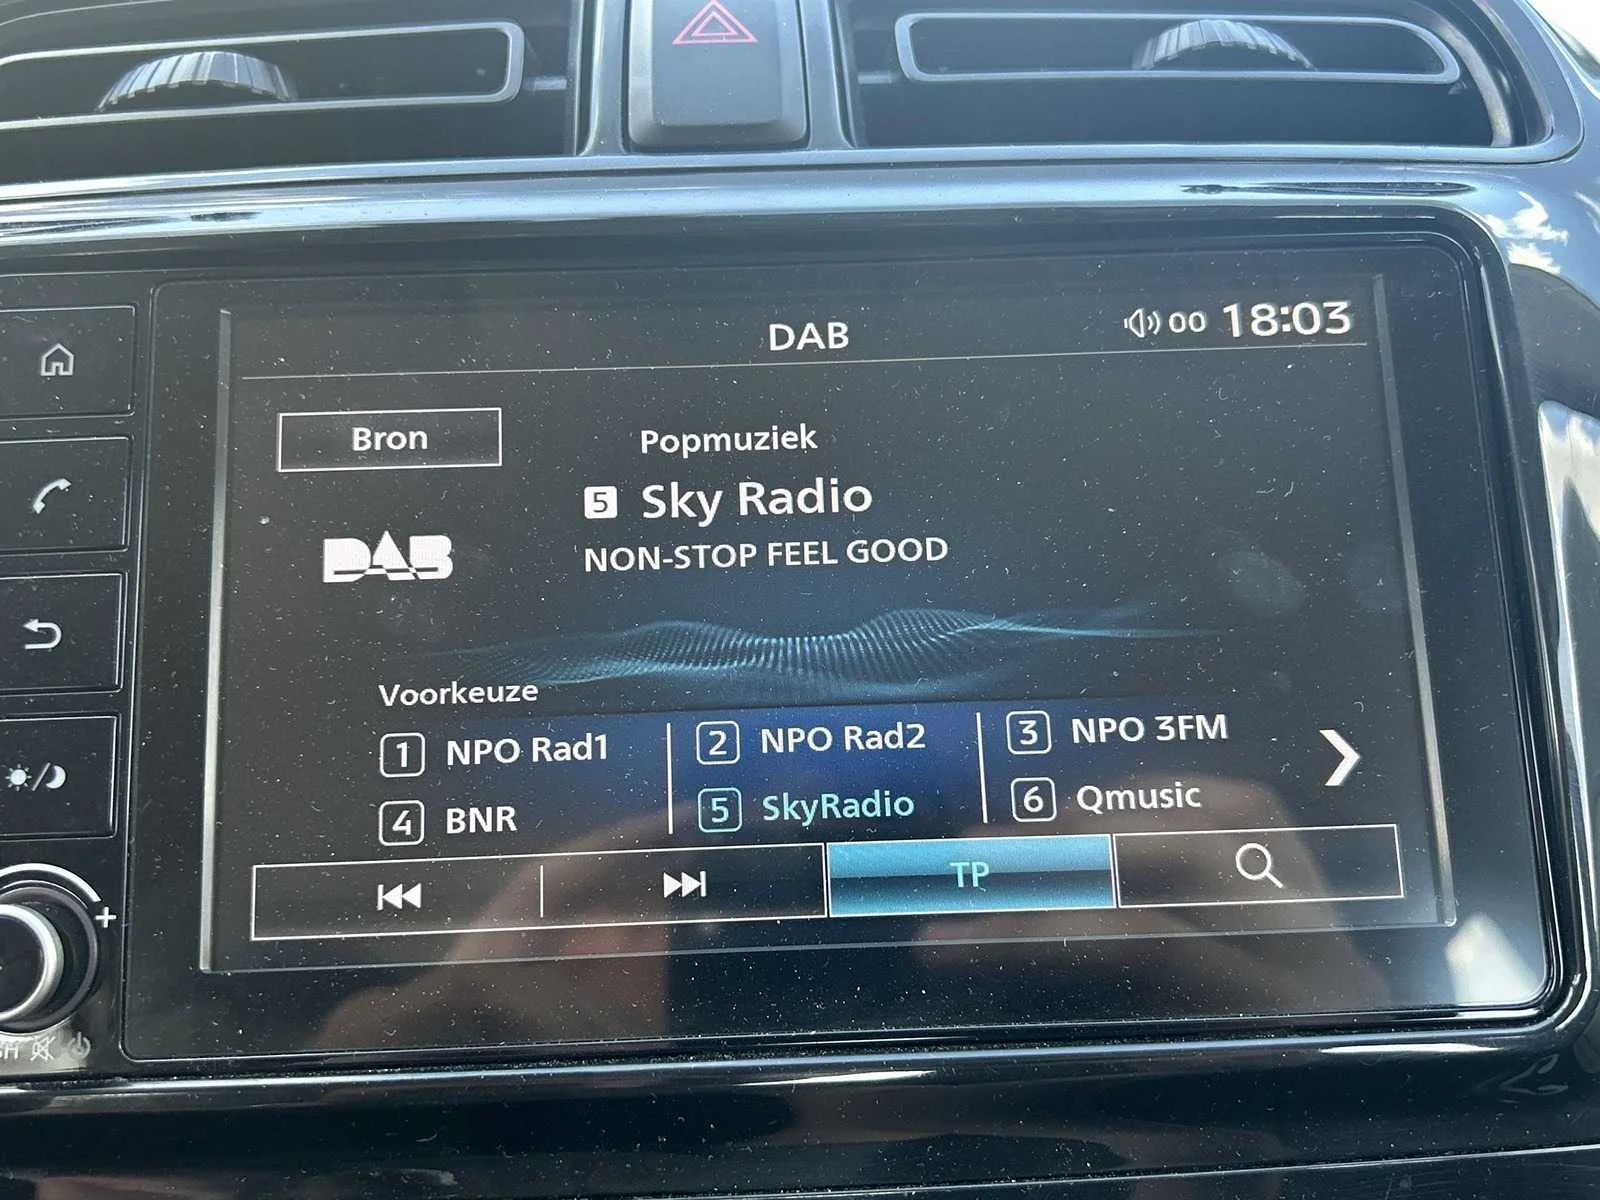 DAB
00 18:03
Bron
Popmuziek
5 Sky Radio
DAB
NON-STOP FEEL GOOD
Voorkeuze
1 NPO Rad1
2 NPO Rad2
3 NPO 3FM
4 BNR
5 SkyRadio
6 Qmusic
TP
+